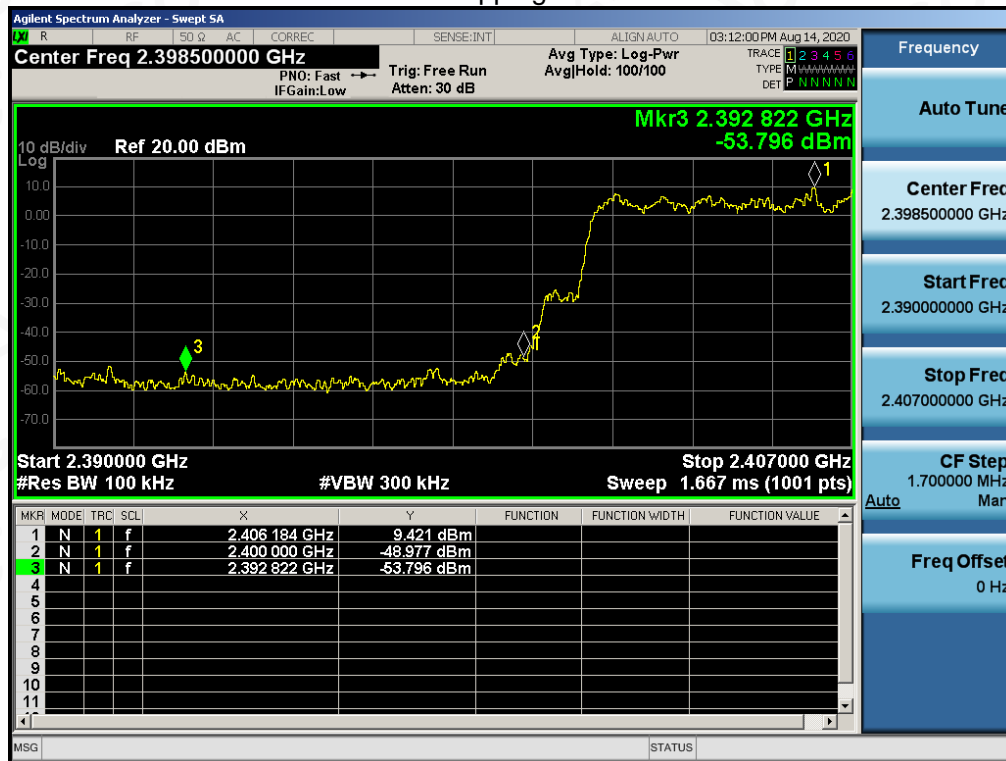 pping
Agilent Spectrum Analyzer - Swept SA
LXI R RF 50 Ω AC CORREC SENSE:INT ALIGN AUTO 03:12:00 PM Aug 14, 2020
Center Freq 2.398500000 GHz
PNO: Fast
IFGain:Low
Trig: Free Run
Atten: 30 dB
Avg Type: Log-Pwr
Avg|Hold: 100/100
TRACE 1 2 3 4 5 6
TYPE M
DET P N N N N N
Mkr3 2.392 822 GHz
-53.796 dBm
10 dB/div Ref 20.00 dBm
Log
10.0
0.00
-10.0
-20.0
-30.0
-40.0
-50.0
-60.0
-70.0
1
2
3
Start 2.390000 GHz Stop 2.407000 GHz
#Res BW 100 kHz #VBW 300 kHz Sweep 1.667 ms (1001 pts)
MKR MODE TRC SCL X Y FUNCTION FUNCTION WIDTH FUNCTION VALUE
1 N 1 f 2.406 184 GHz 9.421 dBm
2 N 1 f 2.400 000 GHz -48.977 dBm
3 N 1 f 2.392 822 GHz -53.796 dBm
4
5
6
7
8
9
10
11
MSG STATUS
Frequency
Auto Tune
Center Freq
2.398500000 GHz
Start Freq
2.390000000 GHz
Stop Freq
2.407000000 GHz
CF Step
1.700000 MHz
Auto Man
Freq Offset
0 Hz